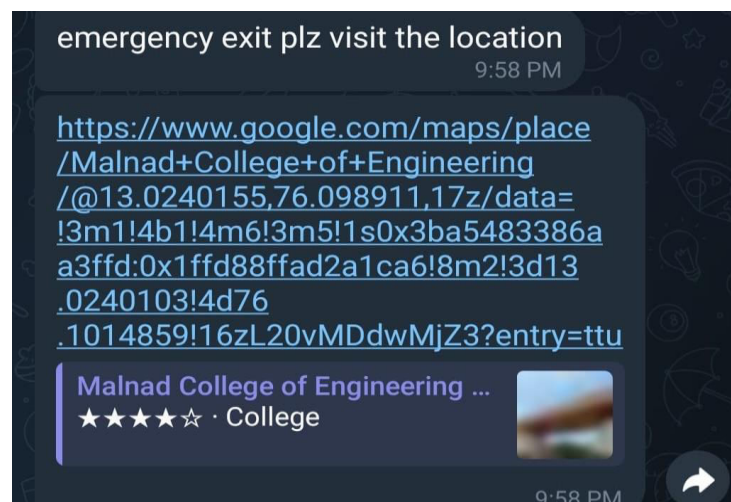 emergency exit plz visit the location
9:58 PM
https://www.google.com/maps/place
/Malnad+College+of+Engineering
/@13.0240155,76.098911,17z/data=
!3m1!4b1!4m6!3m5!1s0x3ba5483386a
a3ffd:0x1ffd88ffad2a1ca6!8m2!3d13
.0240103!4d76
.1014859!16zL20vMDdwMjZ3?entry=ttu
Malnad College of Engineering ...
★★★★☆ · College
9:58 PM